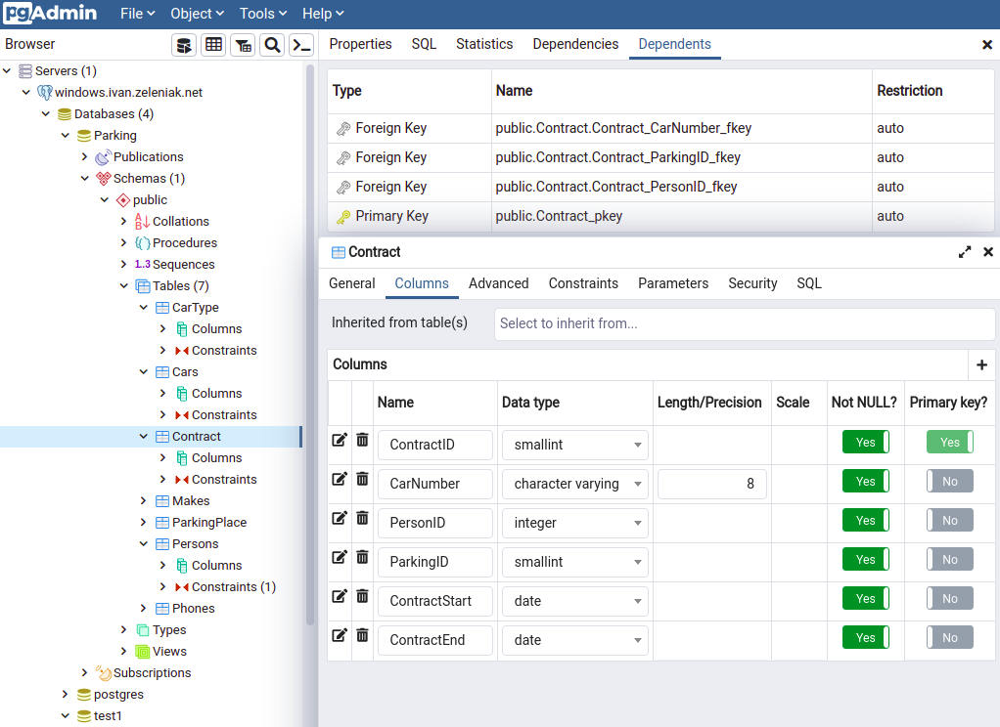 pgAdmin File Object Tools Help
Browser
Servers (1)
windows.ivan.zeleniak.net
Databases (4)
Parking
Publications
Schemas (1)
public
Collations
Procedures
1..3 Sequences
Tables (7)
CarType
Columns
Constraints
Cars
Columns
Constraints
Contract
Columns
Constraints
Makes
ParkingPlace
Persons
Columns
Constraints (1)
Phones
Types
Views
Subscriptions
postgres
test1
Properties SQL Statistics Dependencies Dependents
Type Name Restriction
Foreign Key public.Contract.Contract_CarNumber_fkey auto
Foreign Key public.Contract.Contract_ParkingID_fkey auto
Foreign Key public.Contract.Contract_PersonID_fkey auto
Primary Key public.Contract_pkey auto
Contract
General Columns Advanced Constraints Parameters Security SQL
Inherited from table(s) Select to inherit from...
Columns
Name Data type Length/Precision Scale Not NULL? Primary key?
ContractID smallint Yes Yes
CarNumber character varying 8 Yes No
PersonID integer Yes No
ParkingID smallint Yes No
ContractStart date Yes No
ContractEnd date Yes No